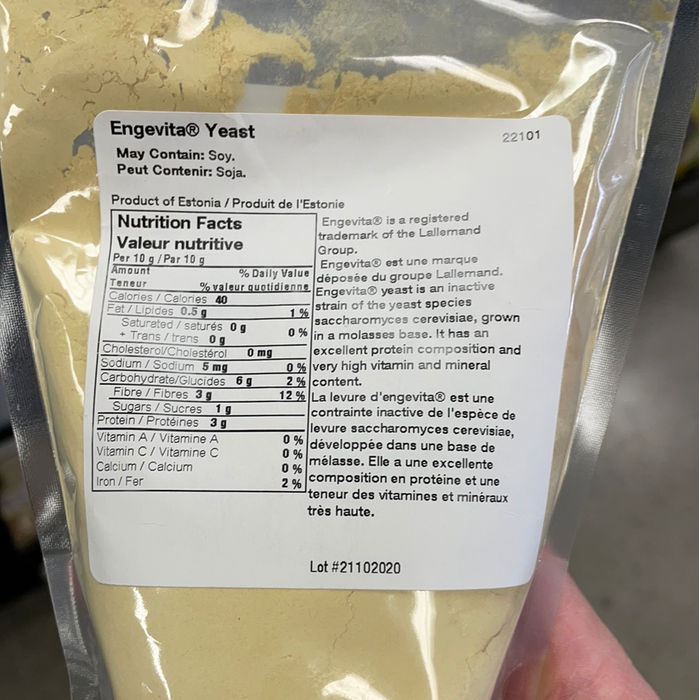 Engevita® Yeast
22101
May Contain: Soy.
Peut Contenir: Soja.
Product of Estonia / Produit de l'Estonie
Nutrition Facts
Valeur nutritive
Per 10 g / Par 10 g
Amount % Daily Value
Teneur % valeur quotidienne
Calories / Calories 40
Fat / Lipides 0.5 g 1 %
Saturated / saturés 0 g
+ Trans / trans 0 g 0 %
Cholesterol/Cholestérol 0 mg
Sodium / Sodium 5 mg 0 %
Carbohydrate/Glucides 6 g 2 %
Fibre / Fibres 3 g 12 %
Sugars / Sucres 1 g
Protein / Protéines 3 g
Vitamin A / Vitamine A 0 %
Vitamin C / Vitamine C 0 %
Calcium / Calcium 0 %
Iron / Fer 2 %
Engevita® is a registered
trademark of the Lallemand
Group.
Engevita® est une marque
déposée du groupe Lallemand.
Engevita® yeast is an inactive
strain of the yeast species
saccharomyces cerevisiae, grown
in a molasses base. It has an
excellent protein composition and
very high vitamin and mineral
content.
La levure d'engevita® est une
contrainte inactive de l'espèce de
levure saccharomyces cerevisiae,
développée dans une base de
mélasse. Elle a une excellente
composition en protéine et une
teneur des vitamines et minéraux
très haute.
Lot #21102020